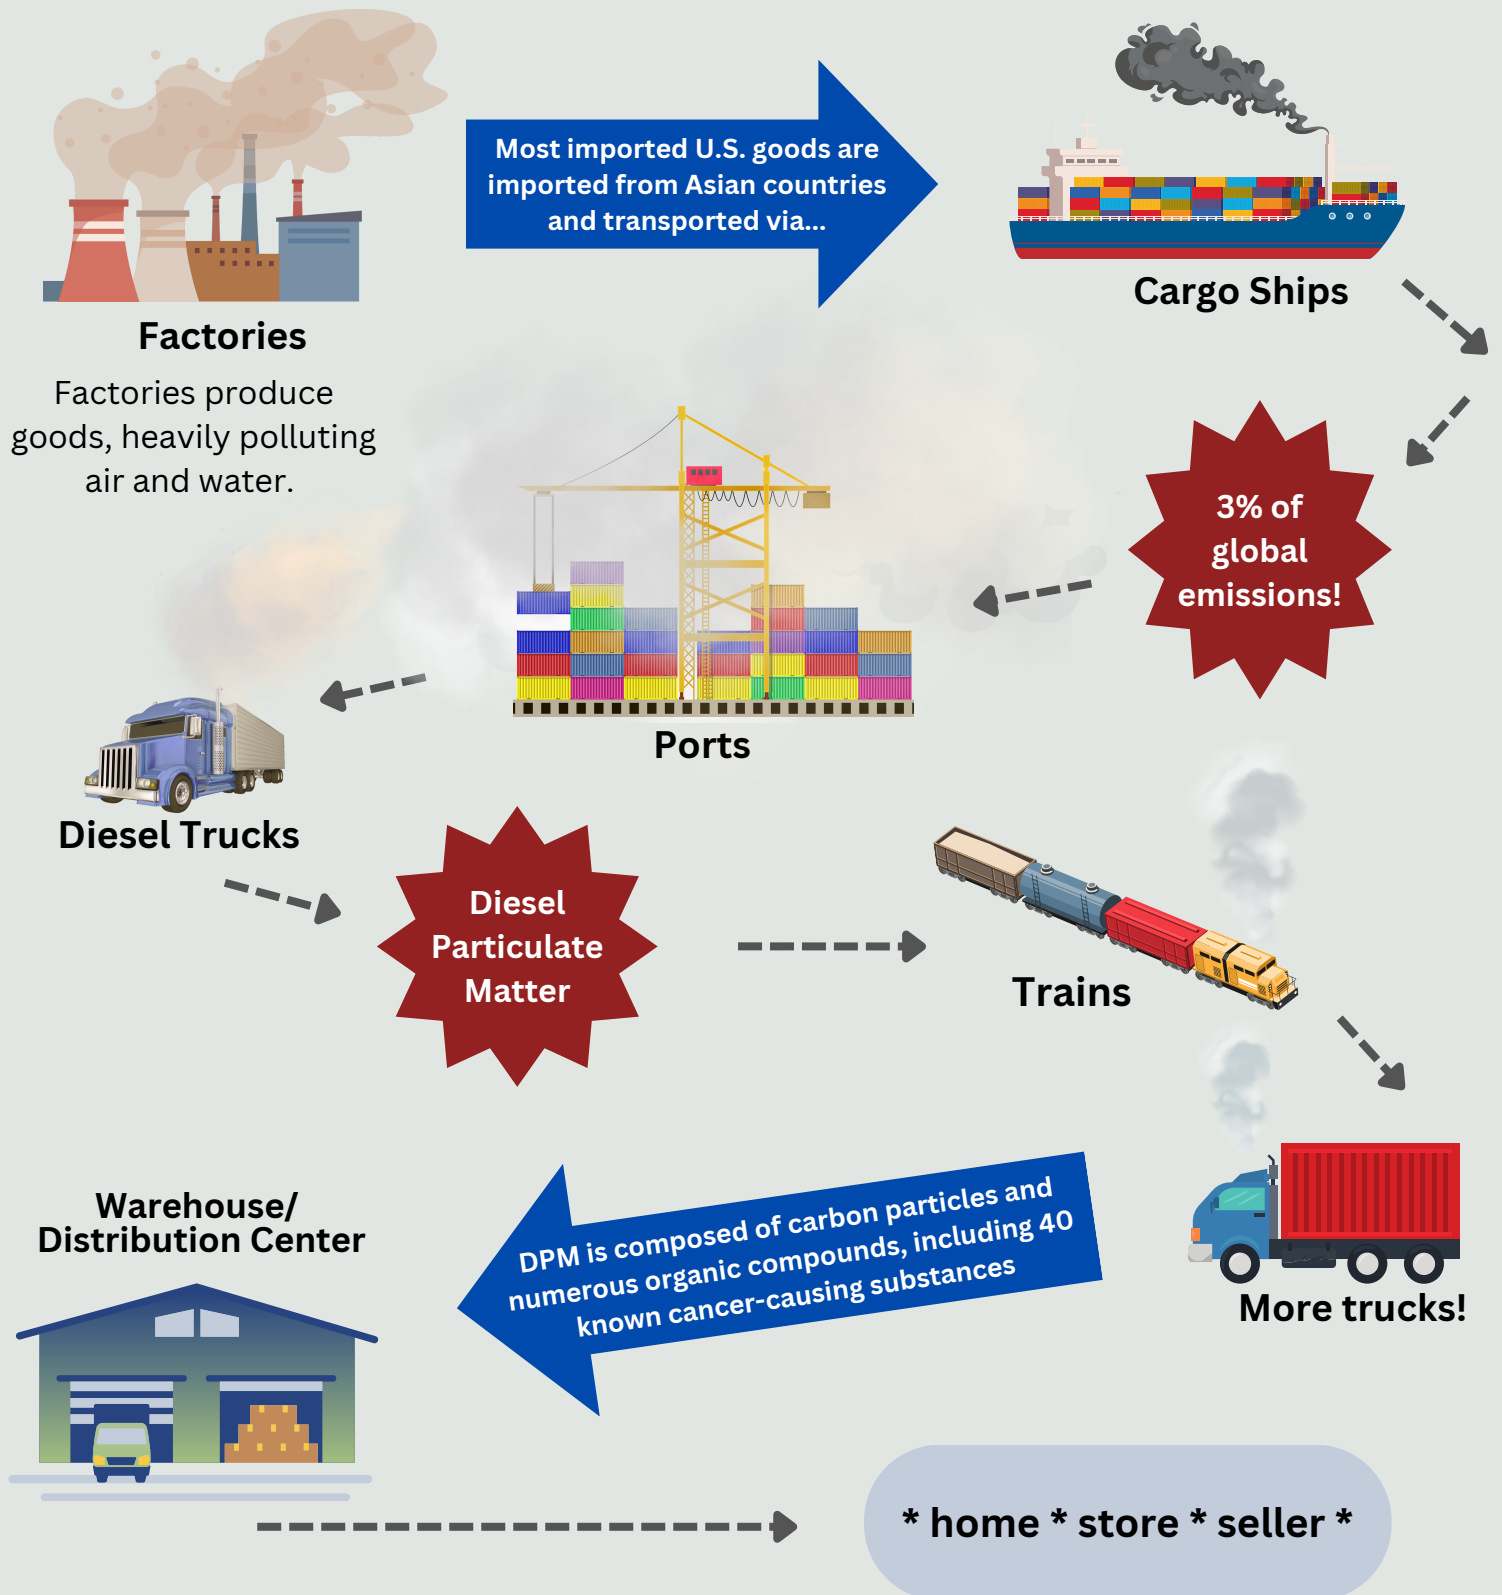 Most imported U.S. goods are
imported from Asian countries
and transported via...
Cargo Ships
Factories
Factories produce
goods, heavily polluting
air and water.
3% of
global
emissions!
Ports
Diesel Trucks
Diesel
Particulate
Matter
Trains
More trucks!
DPM is composed of carbon particles and
numerous organic compounds, including 40
known cancer-causing substances
Warehouse/
Distribution Center
* home * store * seller *